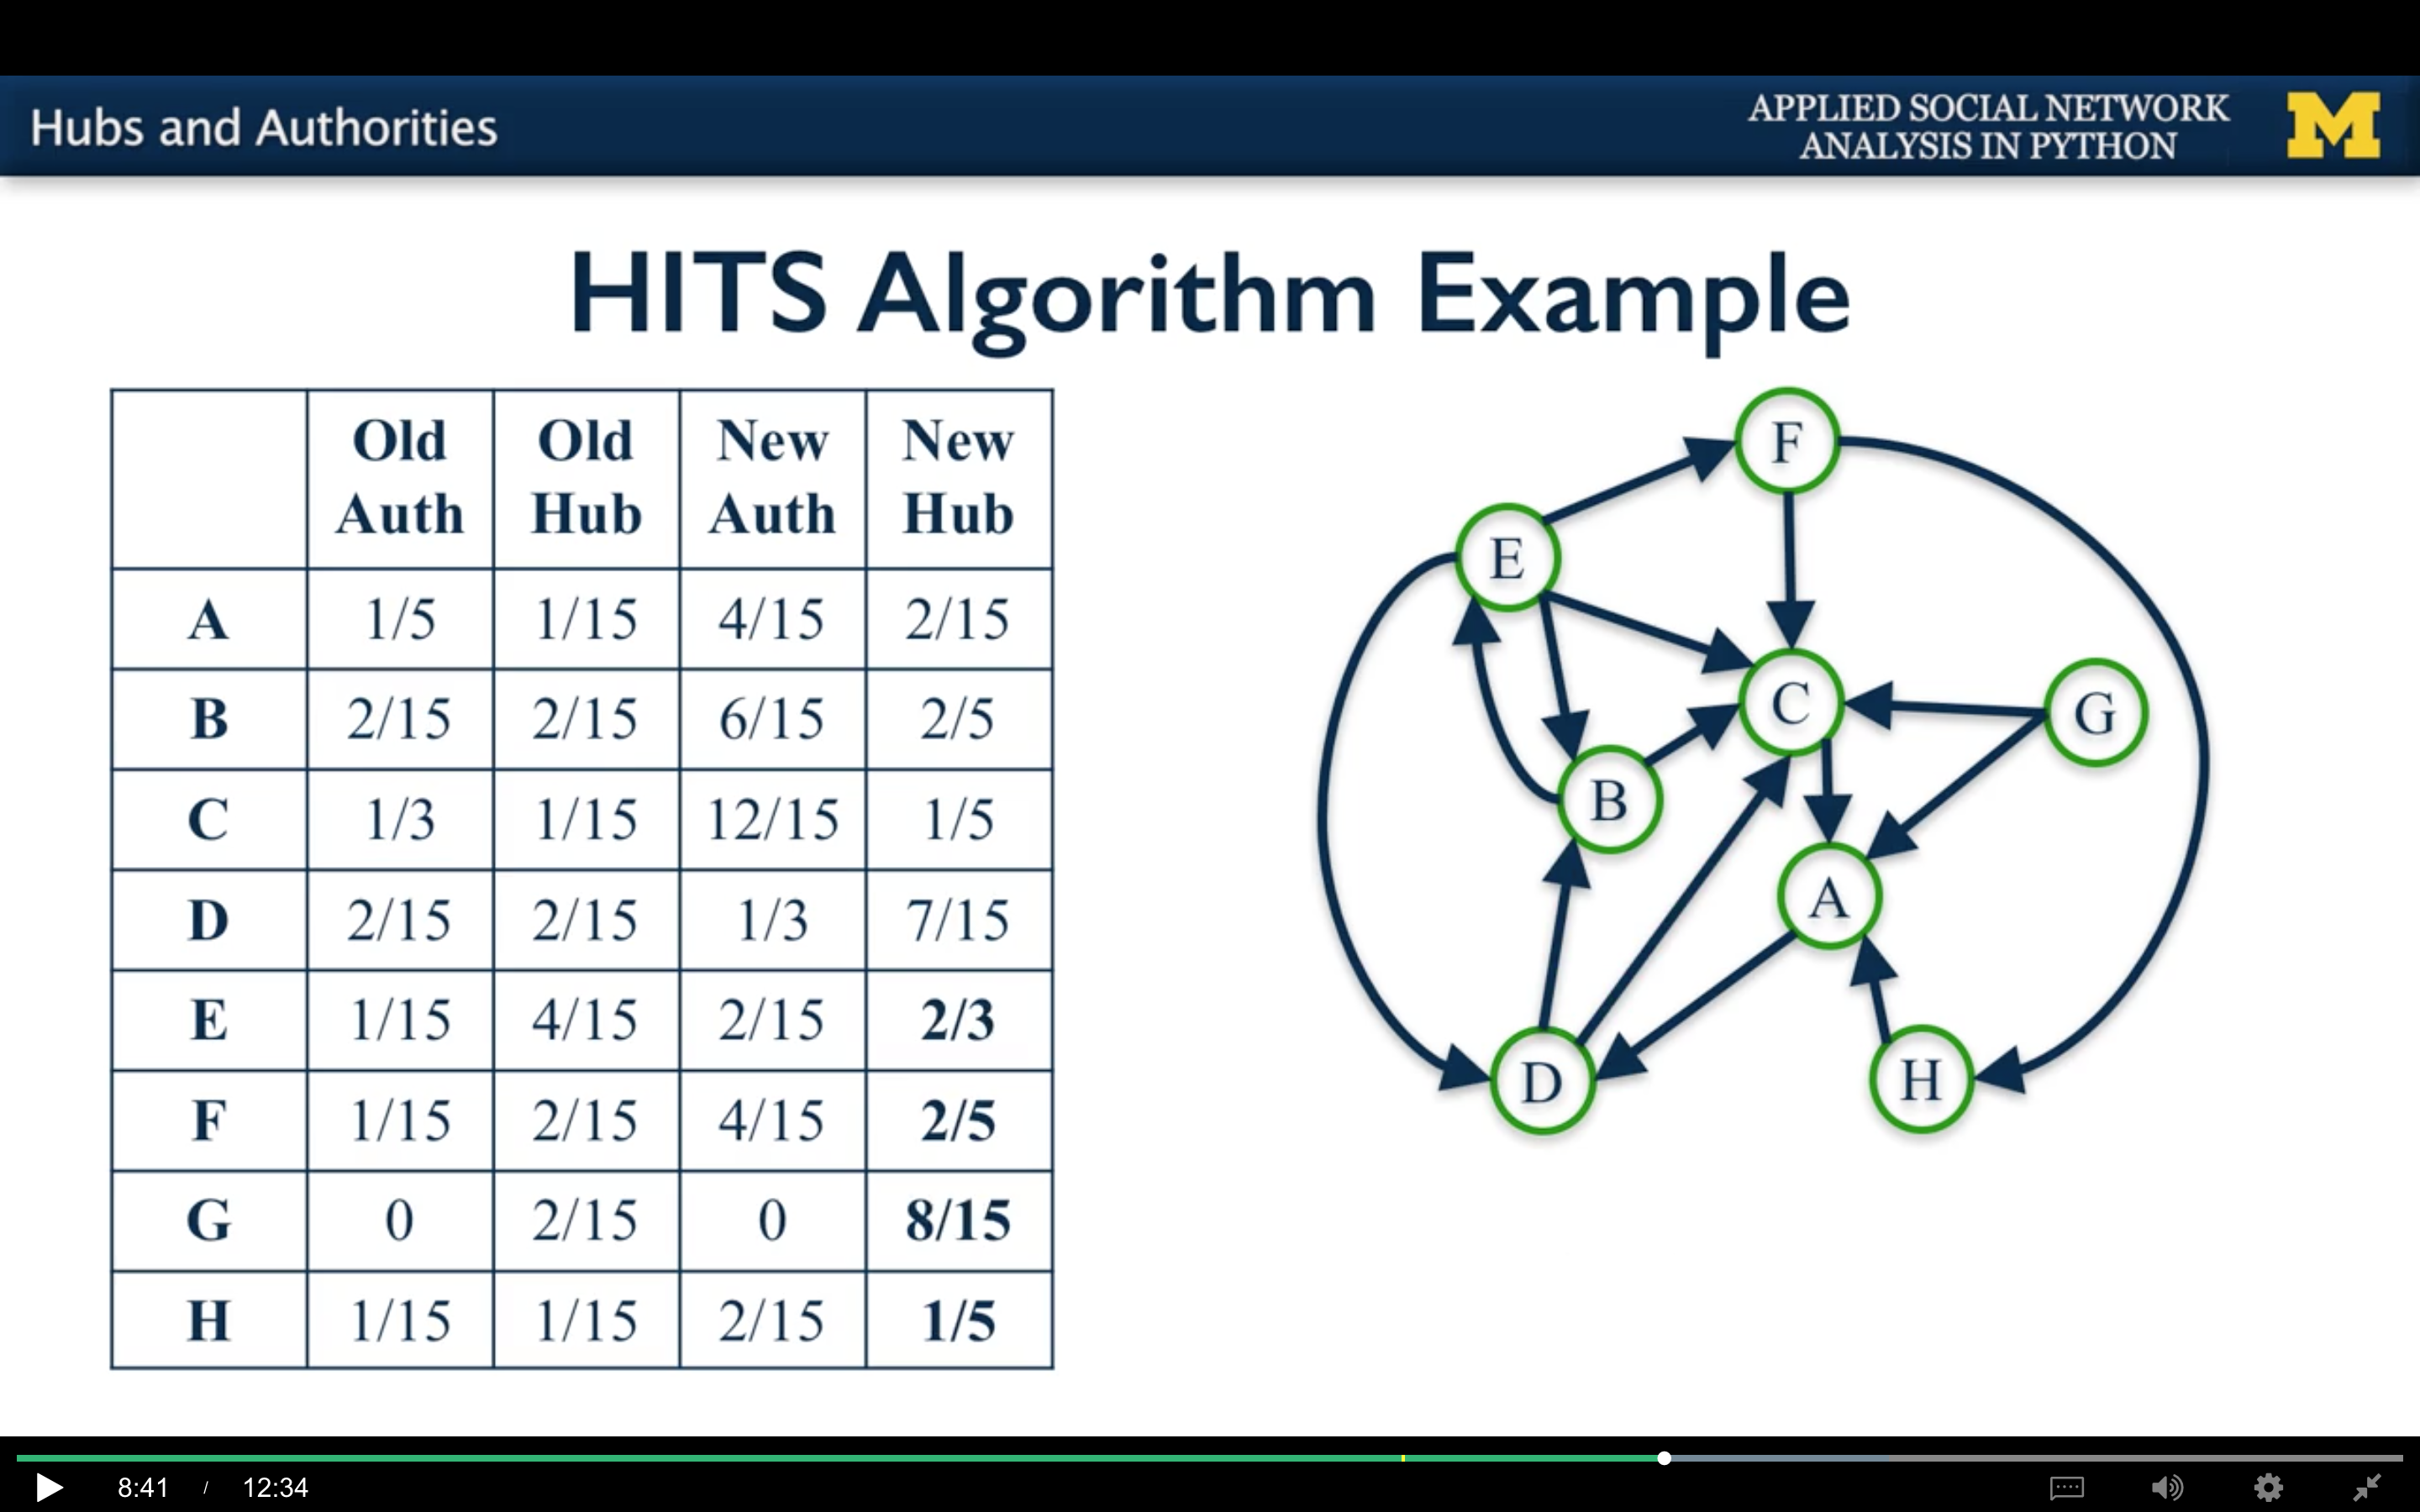 Hubs and Authorities
APPLIED SOCIAL NETWORK
ANALYSIS IN PYTHON
M
HITS Algorithm Example
Old Auth Old Hub New Auth New Hub
A 1/5 1/15 4/15 2/15
B 2/15 2/15 6/15 2/5
C 1/3 1/15 12/15 1/5
D 2/15 2/15 1/3 7/15
E 1/15 4/15 2/15 2/3
F 1/15 2/15 4/15 2/5
G 0 2/15 0 8/15
H 1/15 1/15 2/15 1/5
F
E
C
G
B
A
D
H
8:41 / 12:34